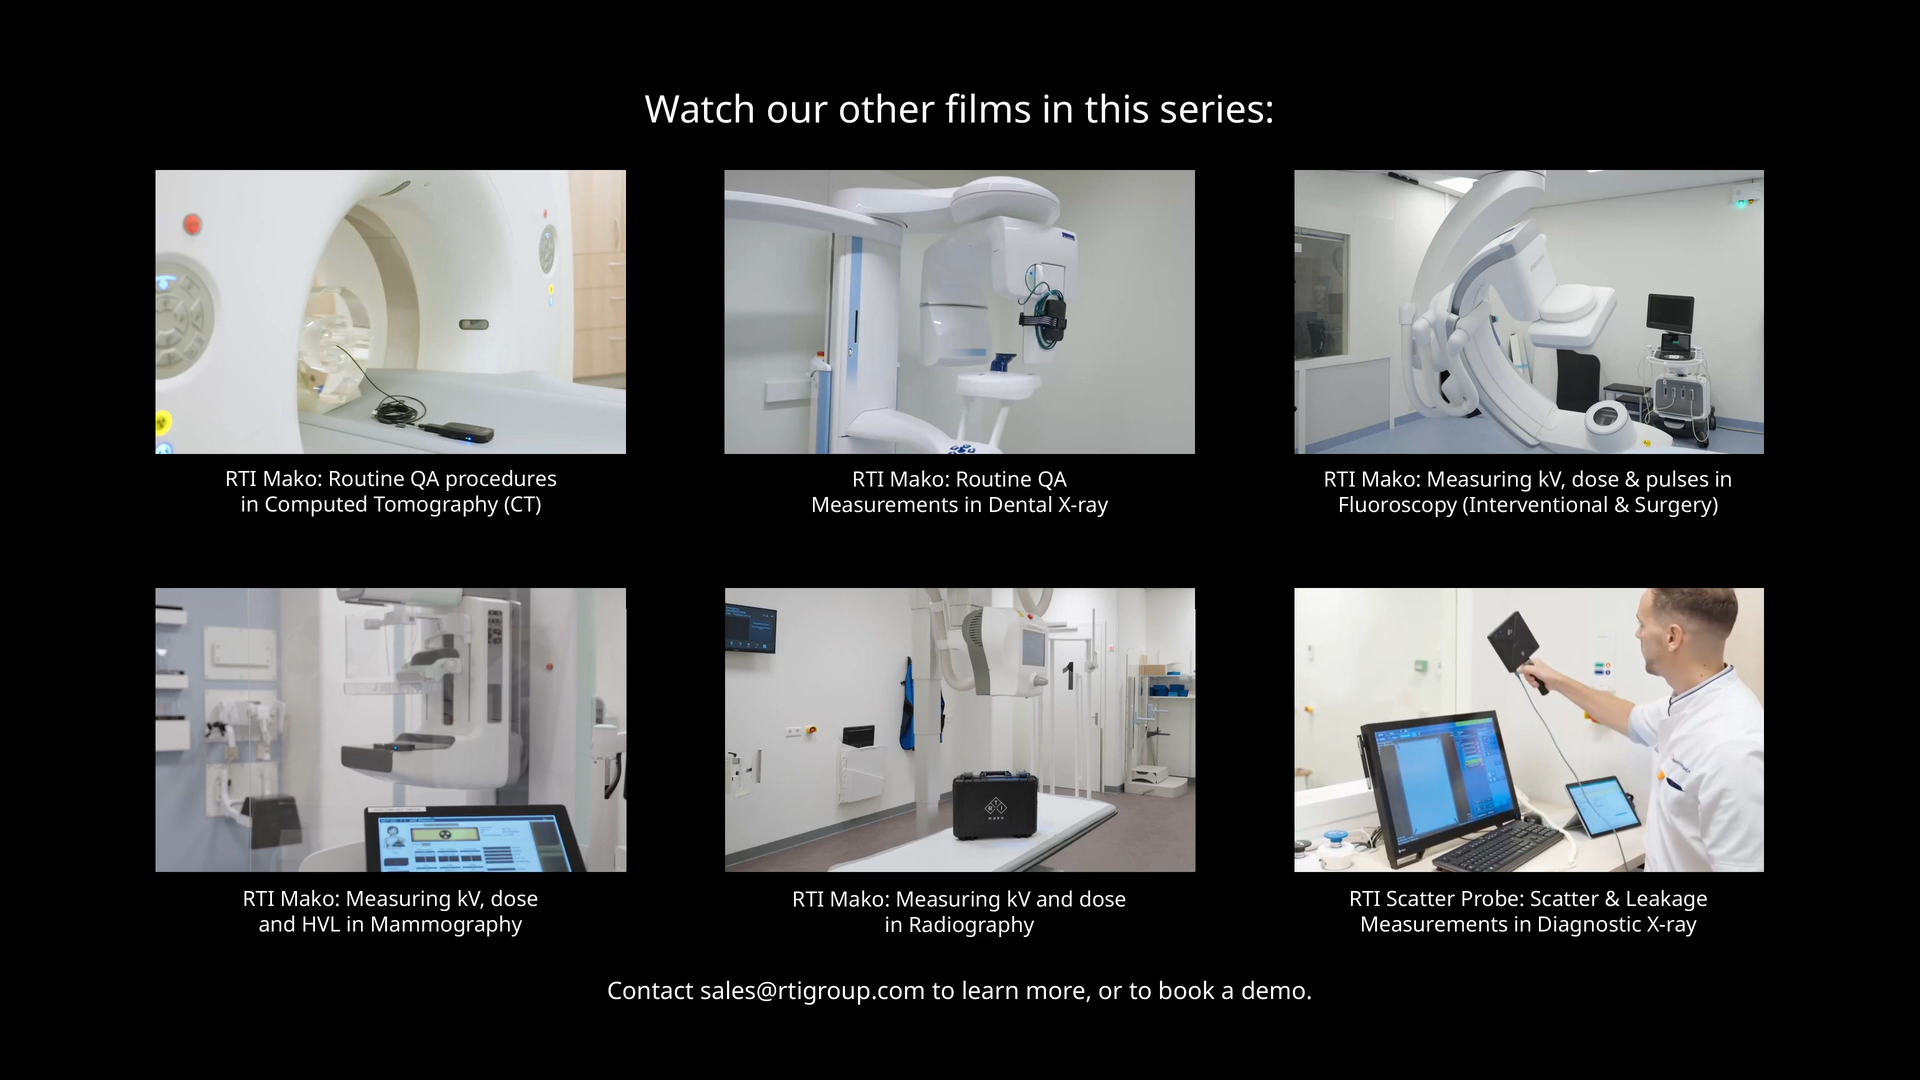 Watch our other films in this series:
RTI Mako: Routine QA procedures
in Computed Tomography (CT)
RTI Mako: Routine QA
Measurements in Dental X-ray
RTI Mako: Measuring kV, dose & pulses in
Fluoroscopy (Interventional & Surgery)
RTI
mako
RTI Mako: Measuring kV, dose
and HVL in Mammography
RTI Mako: Measuring kV and dose
in Radiography
RTI Scatter Probe: Scatter & Leakage
Measurements in Diagnostic X-ray
Contact sales@rtigroup.com to learn more, or to book a demo.